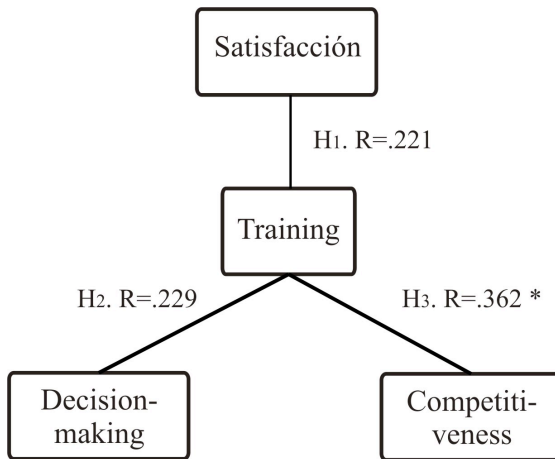 Satisfacción
H1. R=.221
Training
H2. R=.229
H3. R=.362 *
Decision-
making
Competiti-
veness